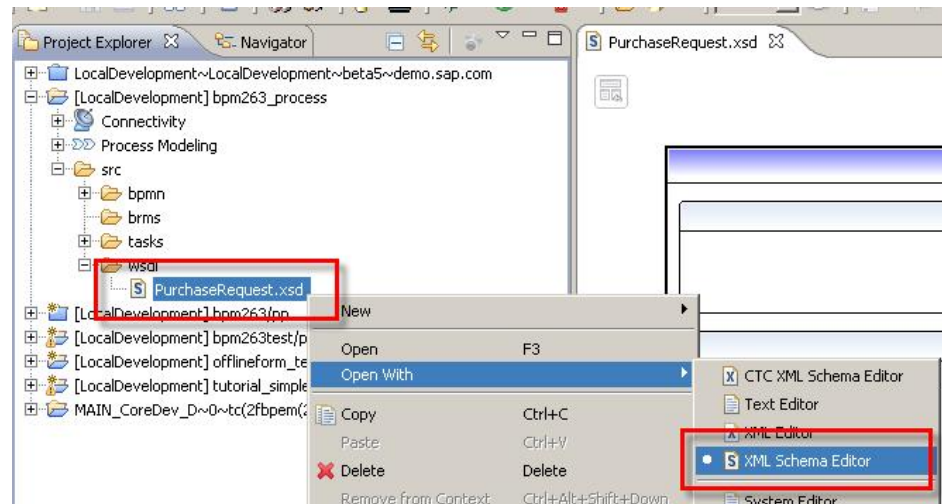 Project Explorer
Navigator
PurchaseRequest.xsd
LocalDevelopment~LocalDevelopment~beta5~demo.sap.com
[LocalDevelopment] bpm263_process
Connectivity
Process Modeling
src
bpmn
brms
tasks
wsdl
PurchaseRequest.xsd
[LocalDevelopment] bpm263/pp
[LocalDevelopment] bpm263test/p
[LocalDevelopment] offlineform_te
[LocalDevelopment] tutorial_simple
MAIN_CoreDev_D~0~tc(2fbpem(2
New
Open F3
Open With
Copy Ctrl+C
Paste Ctrl+V
Delete Delete
Remove from Context Ctrl+Alt+Shift+Down
CTC XML Schema Editor
Text Editor
XML Editor
XML Schema Editor
System Editor